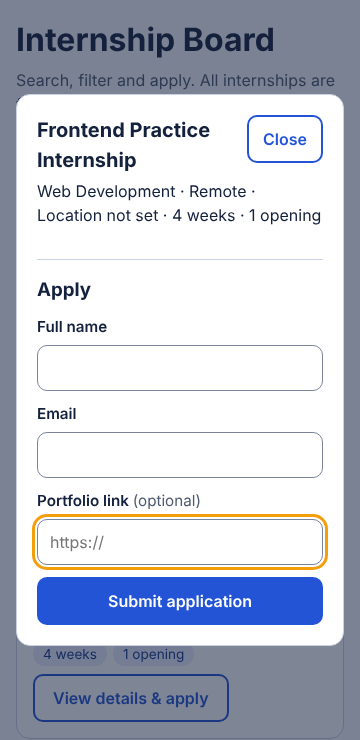 Internship Board
Search, filter and apply. All internships are
Frontend Practice
Internship
Close
Web Development · Remote ·
Location not set · 4 weeks · 1 opening
Apply
Full name
Email
Portfolio link (optional)
https://
Submit application
4 weeks
1 opening
View details & apply